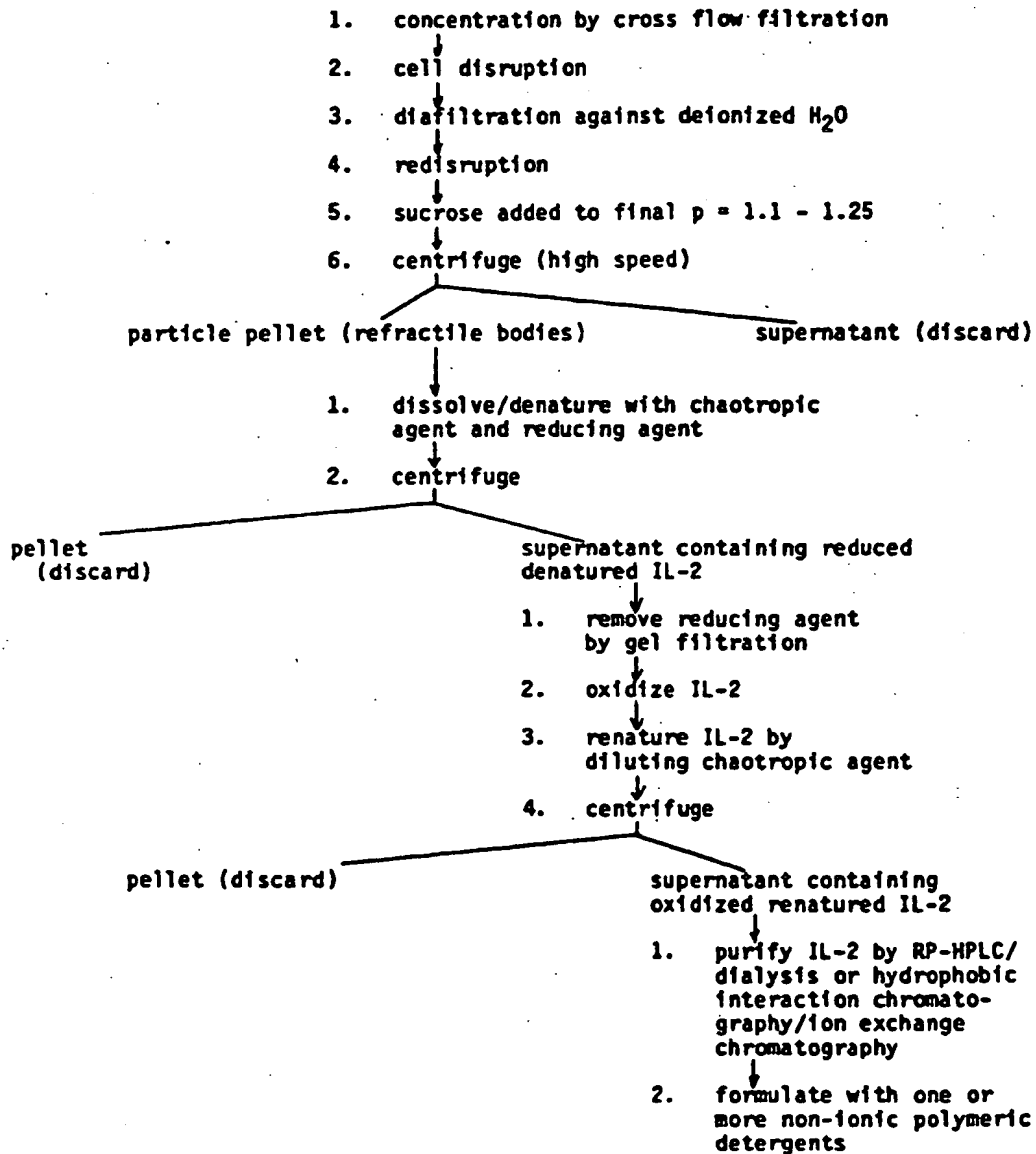 1. concentration by cross flow filtration
2. cell disruption
3. diafiltration against deionized H₂O
4. redisruption
5. sucrose added to final p = 1.1 - 1.25
6. centrifuge (high speed)
particle pellet (refractile bodies) supernatant (discard)
1. dissolve/denature with chaotropic
agent and reducing agent
2. centrifuge
pellet
(discard)
supernatant containing reduced
denatured IL-2
1. remove reducing agent
by gel filtration
2. oxidize IL-2
3. renature IL-2 by
diluting chaotropic agent
4. centrifuge
pellet (discard)
supernatant containing
oxidized renatured IL-2
1. purify IL-2 by RP-HPLC/
dialysis or hydrophobic
interaction chromato-
graphy/ion exchange
chromatography
2. formulate with one or
more non-ionic polymeric
detergents